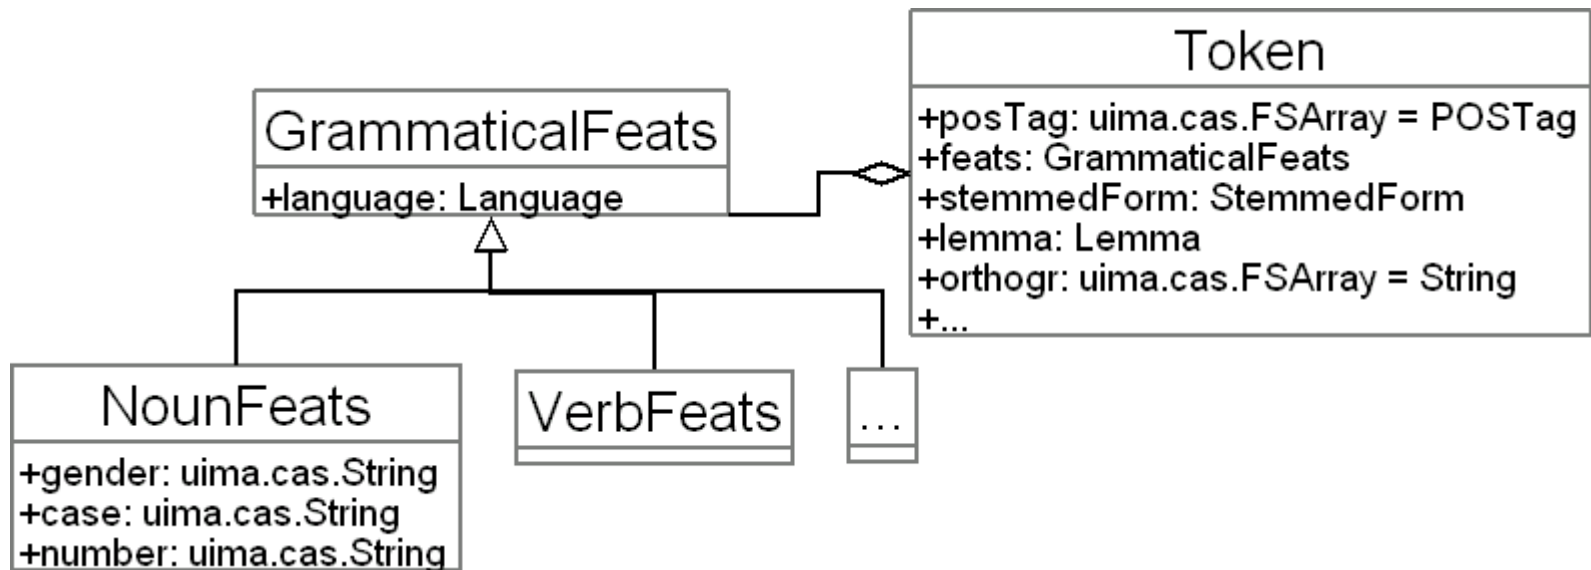 Token
+posTag: uima.cas.FSArray = POSTag
+feats: GrammaticalFeats
+stemmedForm: StemmedForm
+lemma: Lemma
+orthogr: uima.cas.FSArray = String
+...
GrammaticalFeats
+language: Language
NounFeats
+gender: uima.cas.String
+case: uima.cas.String
+number: uima.cas.String
VerbFeats
...